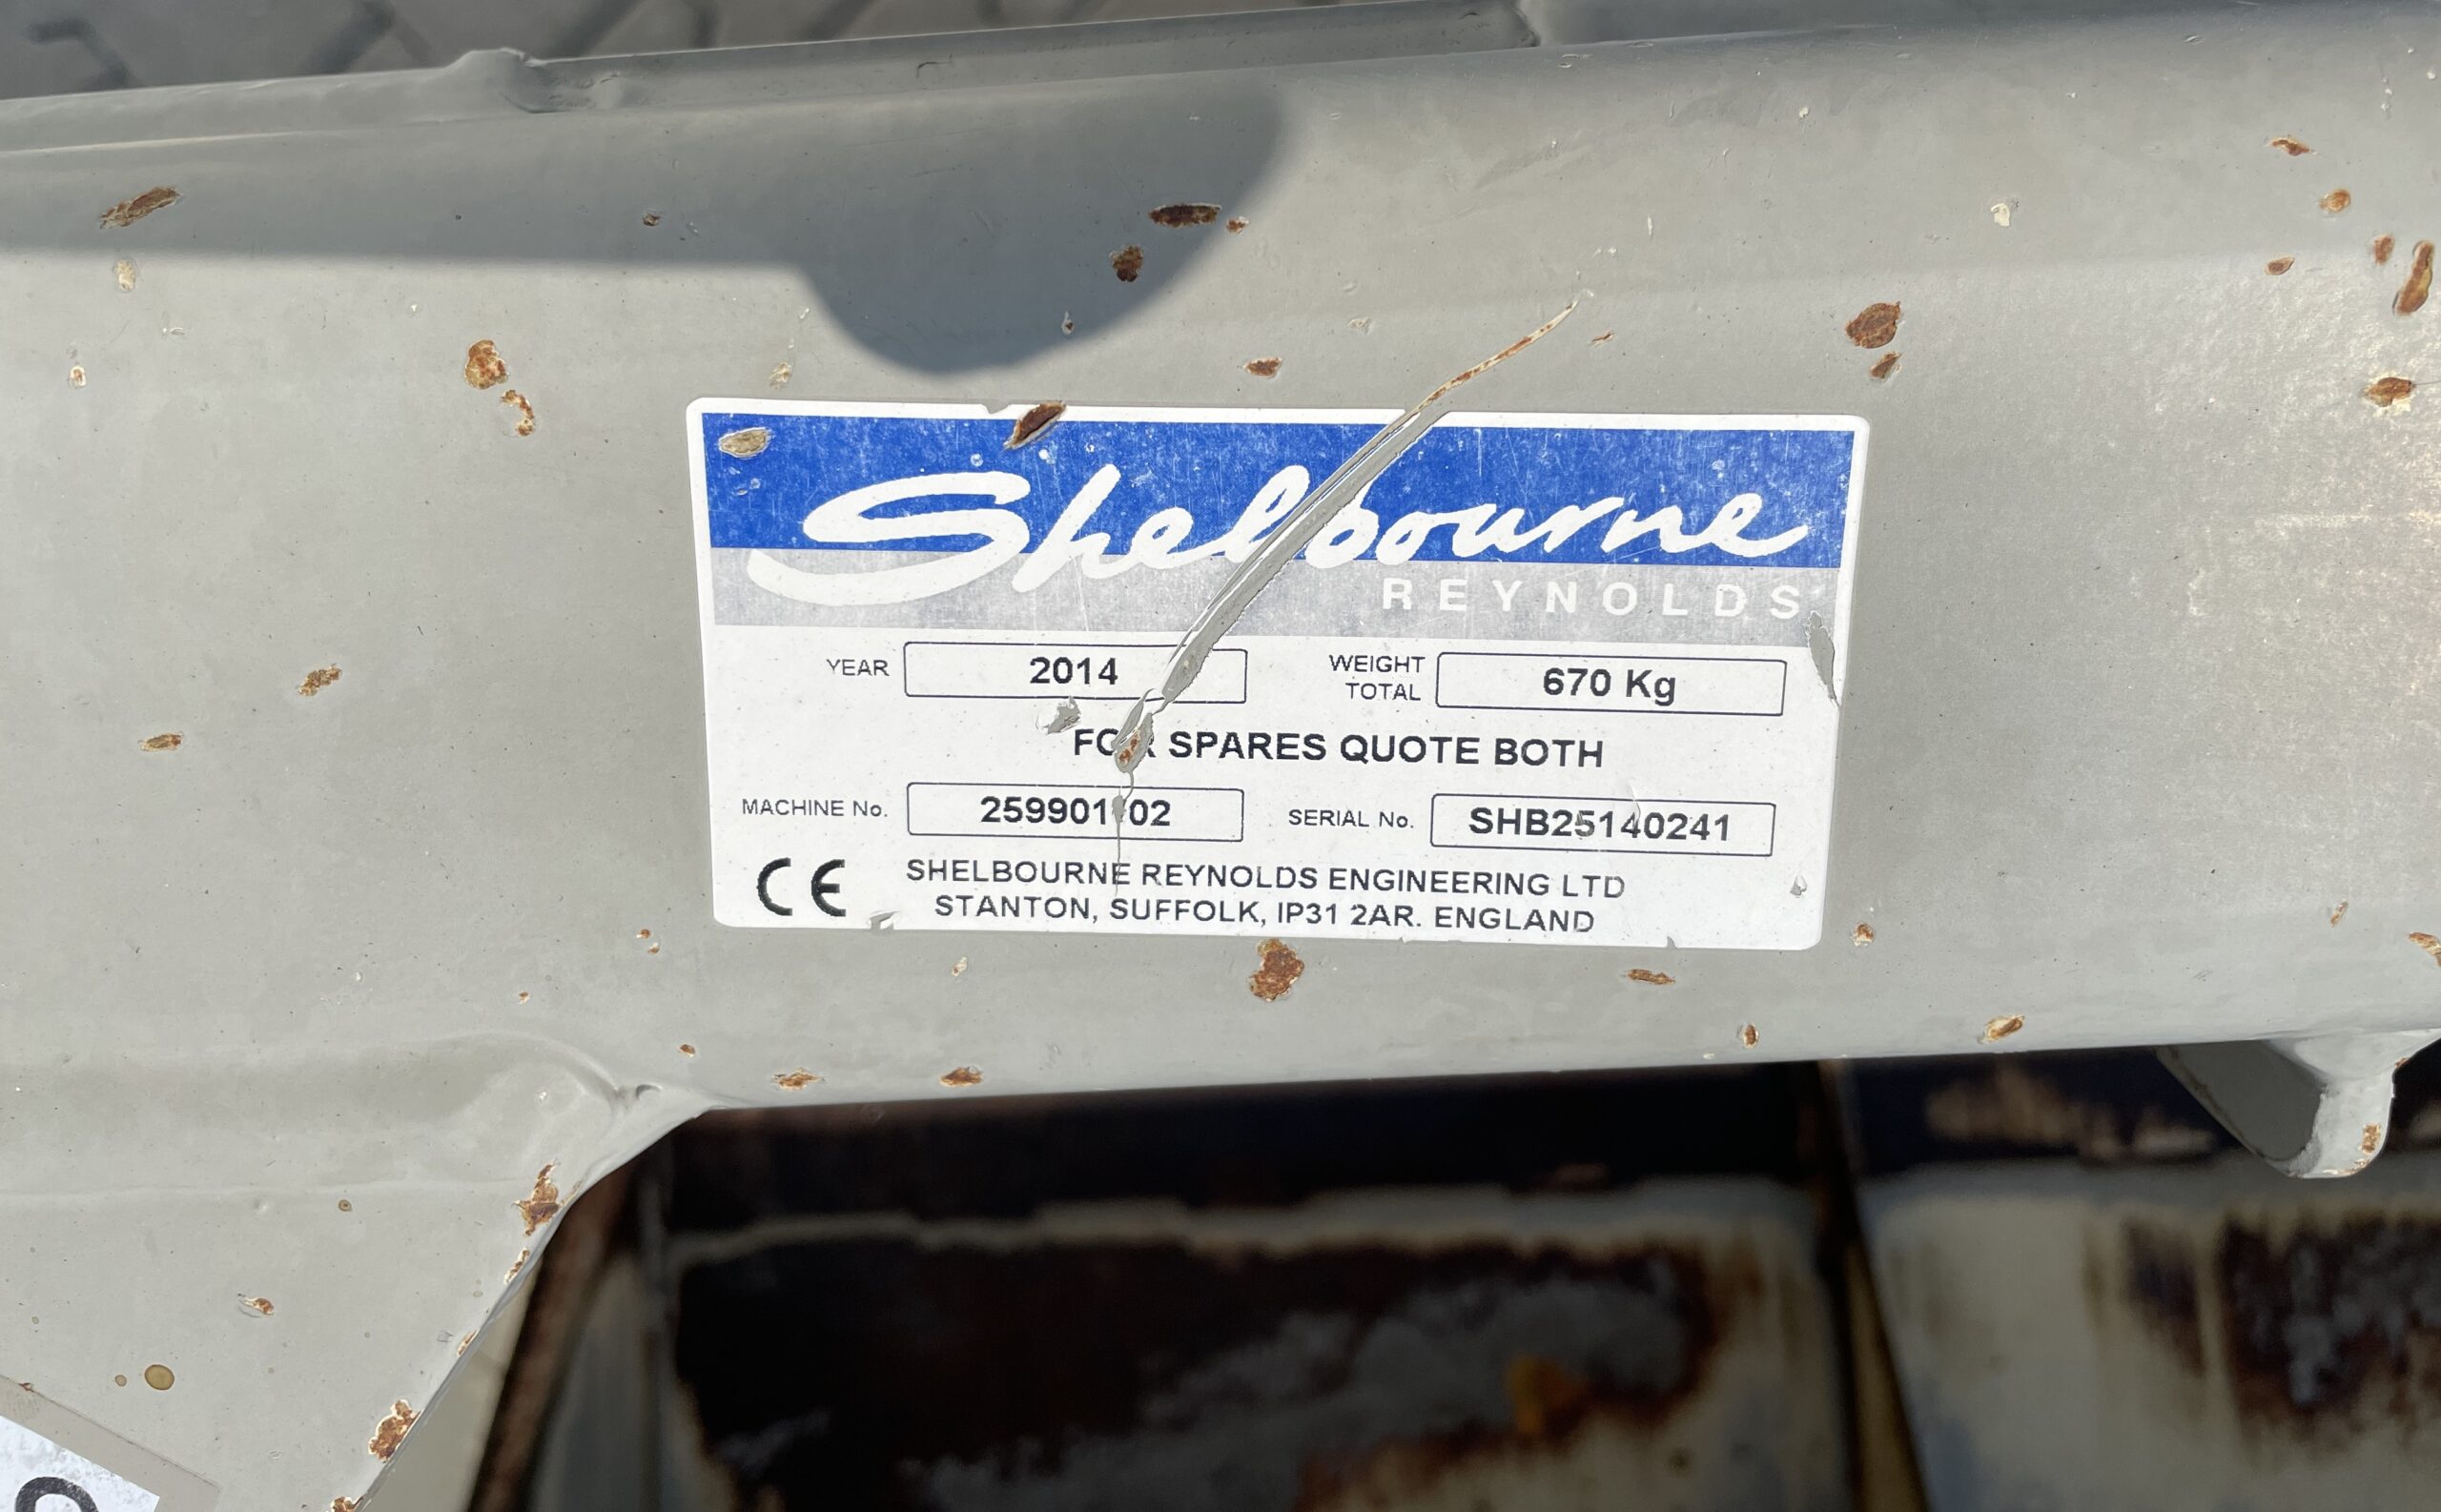 Shelbourne
REYNOLDS
YEAR 2014 WEIGHT TOTAL 670 Kg
FOR SPARES QUOTE BOTH
MACHINE No. SERIAL No. SHB25140241
CE SHELBOURNE REYNOLDS ENGINEERING LTD
STANTON, SUFFOLK, IP31 2AR. ENGLAND